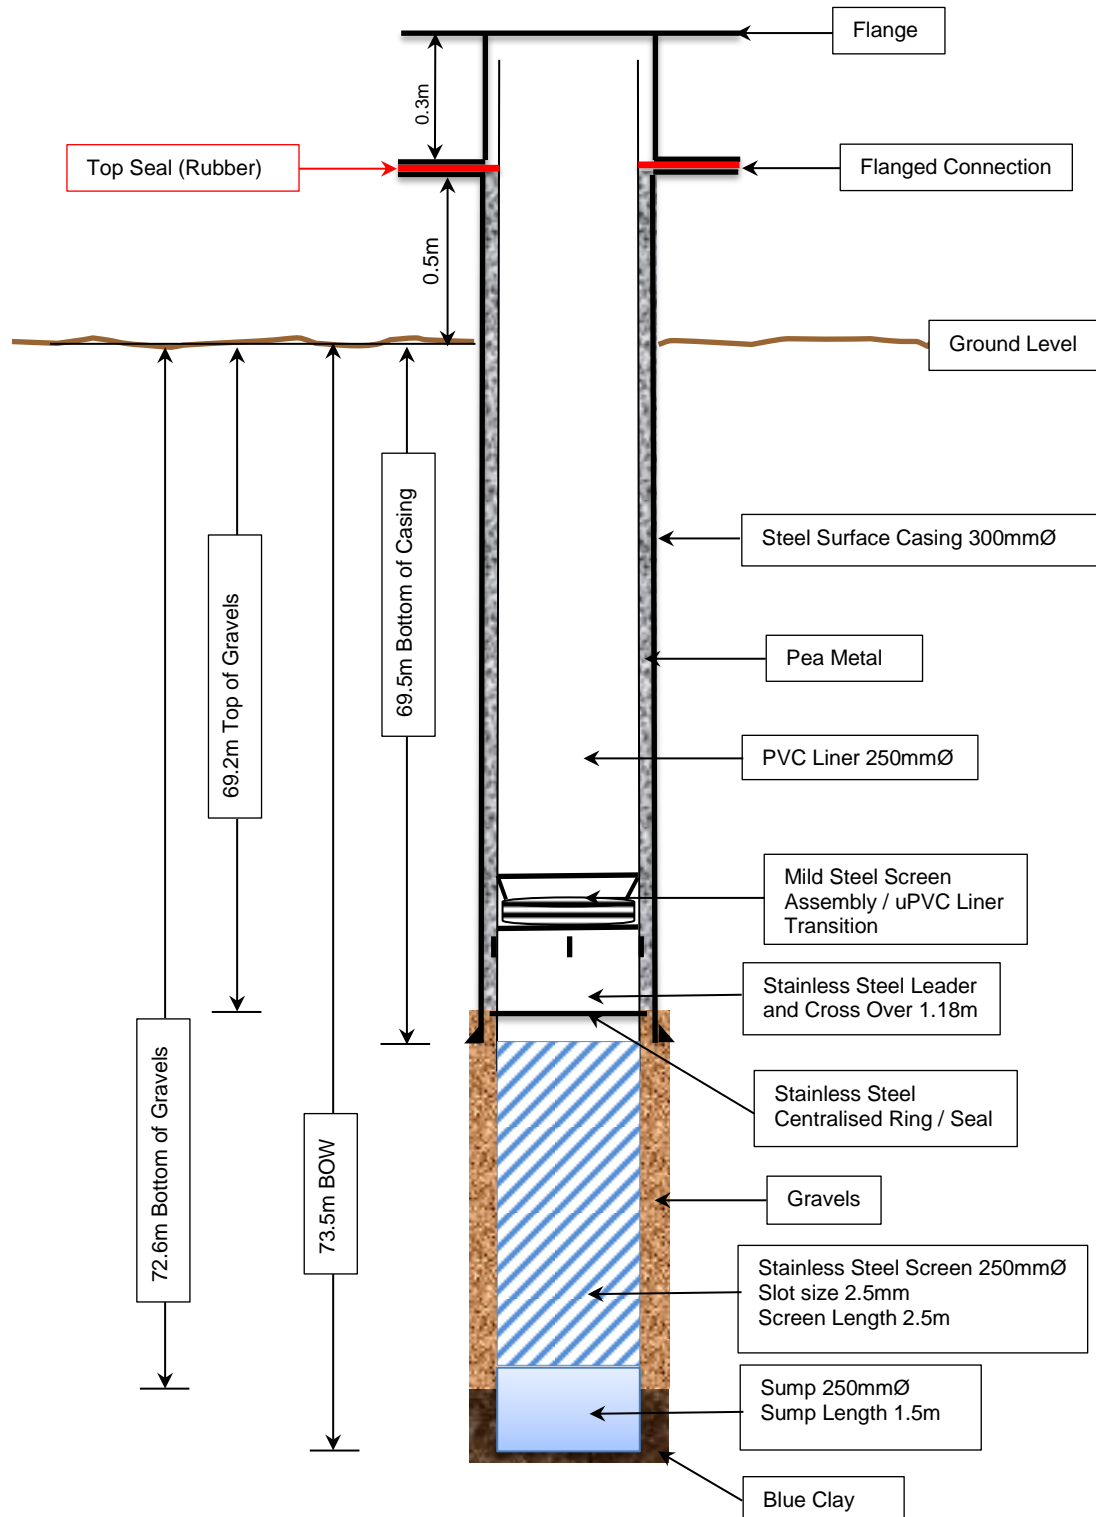 Flange
0.3m
Top Seal (Rubber)
Flanged Connection
0.5m
Ground Level
69.5m Bottom of Casing
Steel Surface Casing 300mmØ
69.2m Top of Gravels
Pea Metal
PVC Liner 250mmØ
Mild Steel Screen
Assembly / uPVC Liner
Transition
Stainless Steel Leader
and Cross Over 1.18m
72.6m Bottom of Gravels
73.5m BOW
Stainless Steel
Centralised Ring / Seal
Gravels
Stainless Steel Screen 250mmØ
Slot size 2.5mm
Screen Length 2.5m
Sump 250mmØ
Sump Length 1.5m
Blue Clay